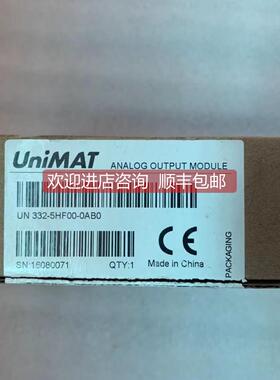 UniMAT ANALOG OUTPUT MODULE
欢迎进店咨询 顺丰包邮
UN 332-5HF00-0AB0
CE
SN:16080071 QTY:1 Made in China
PACKAGING